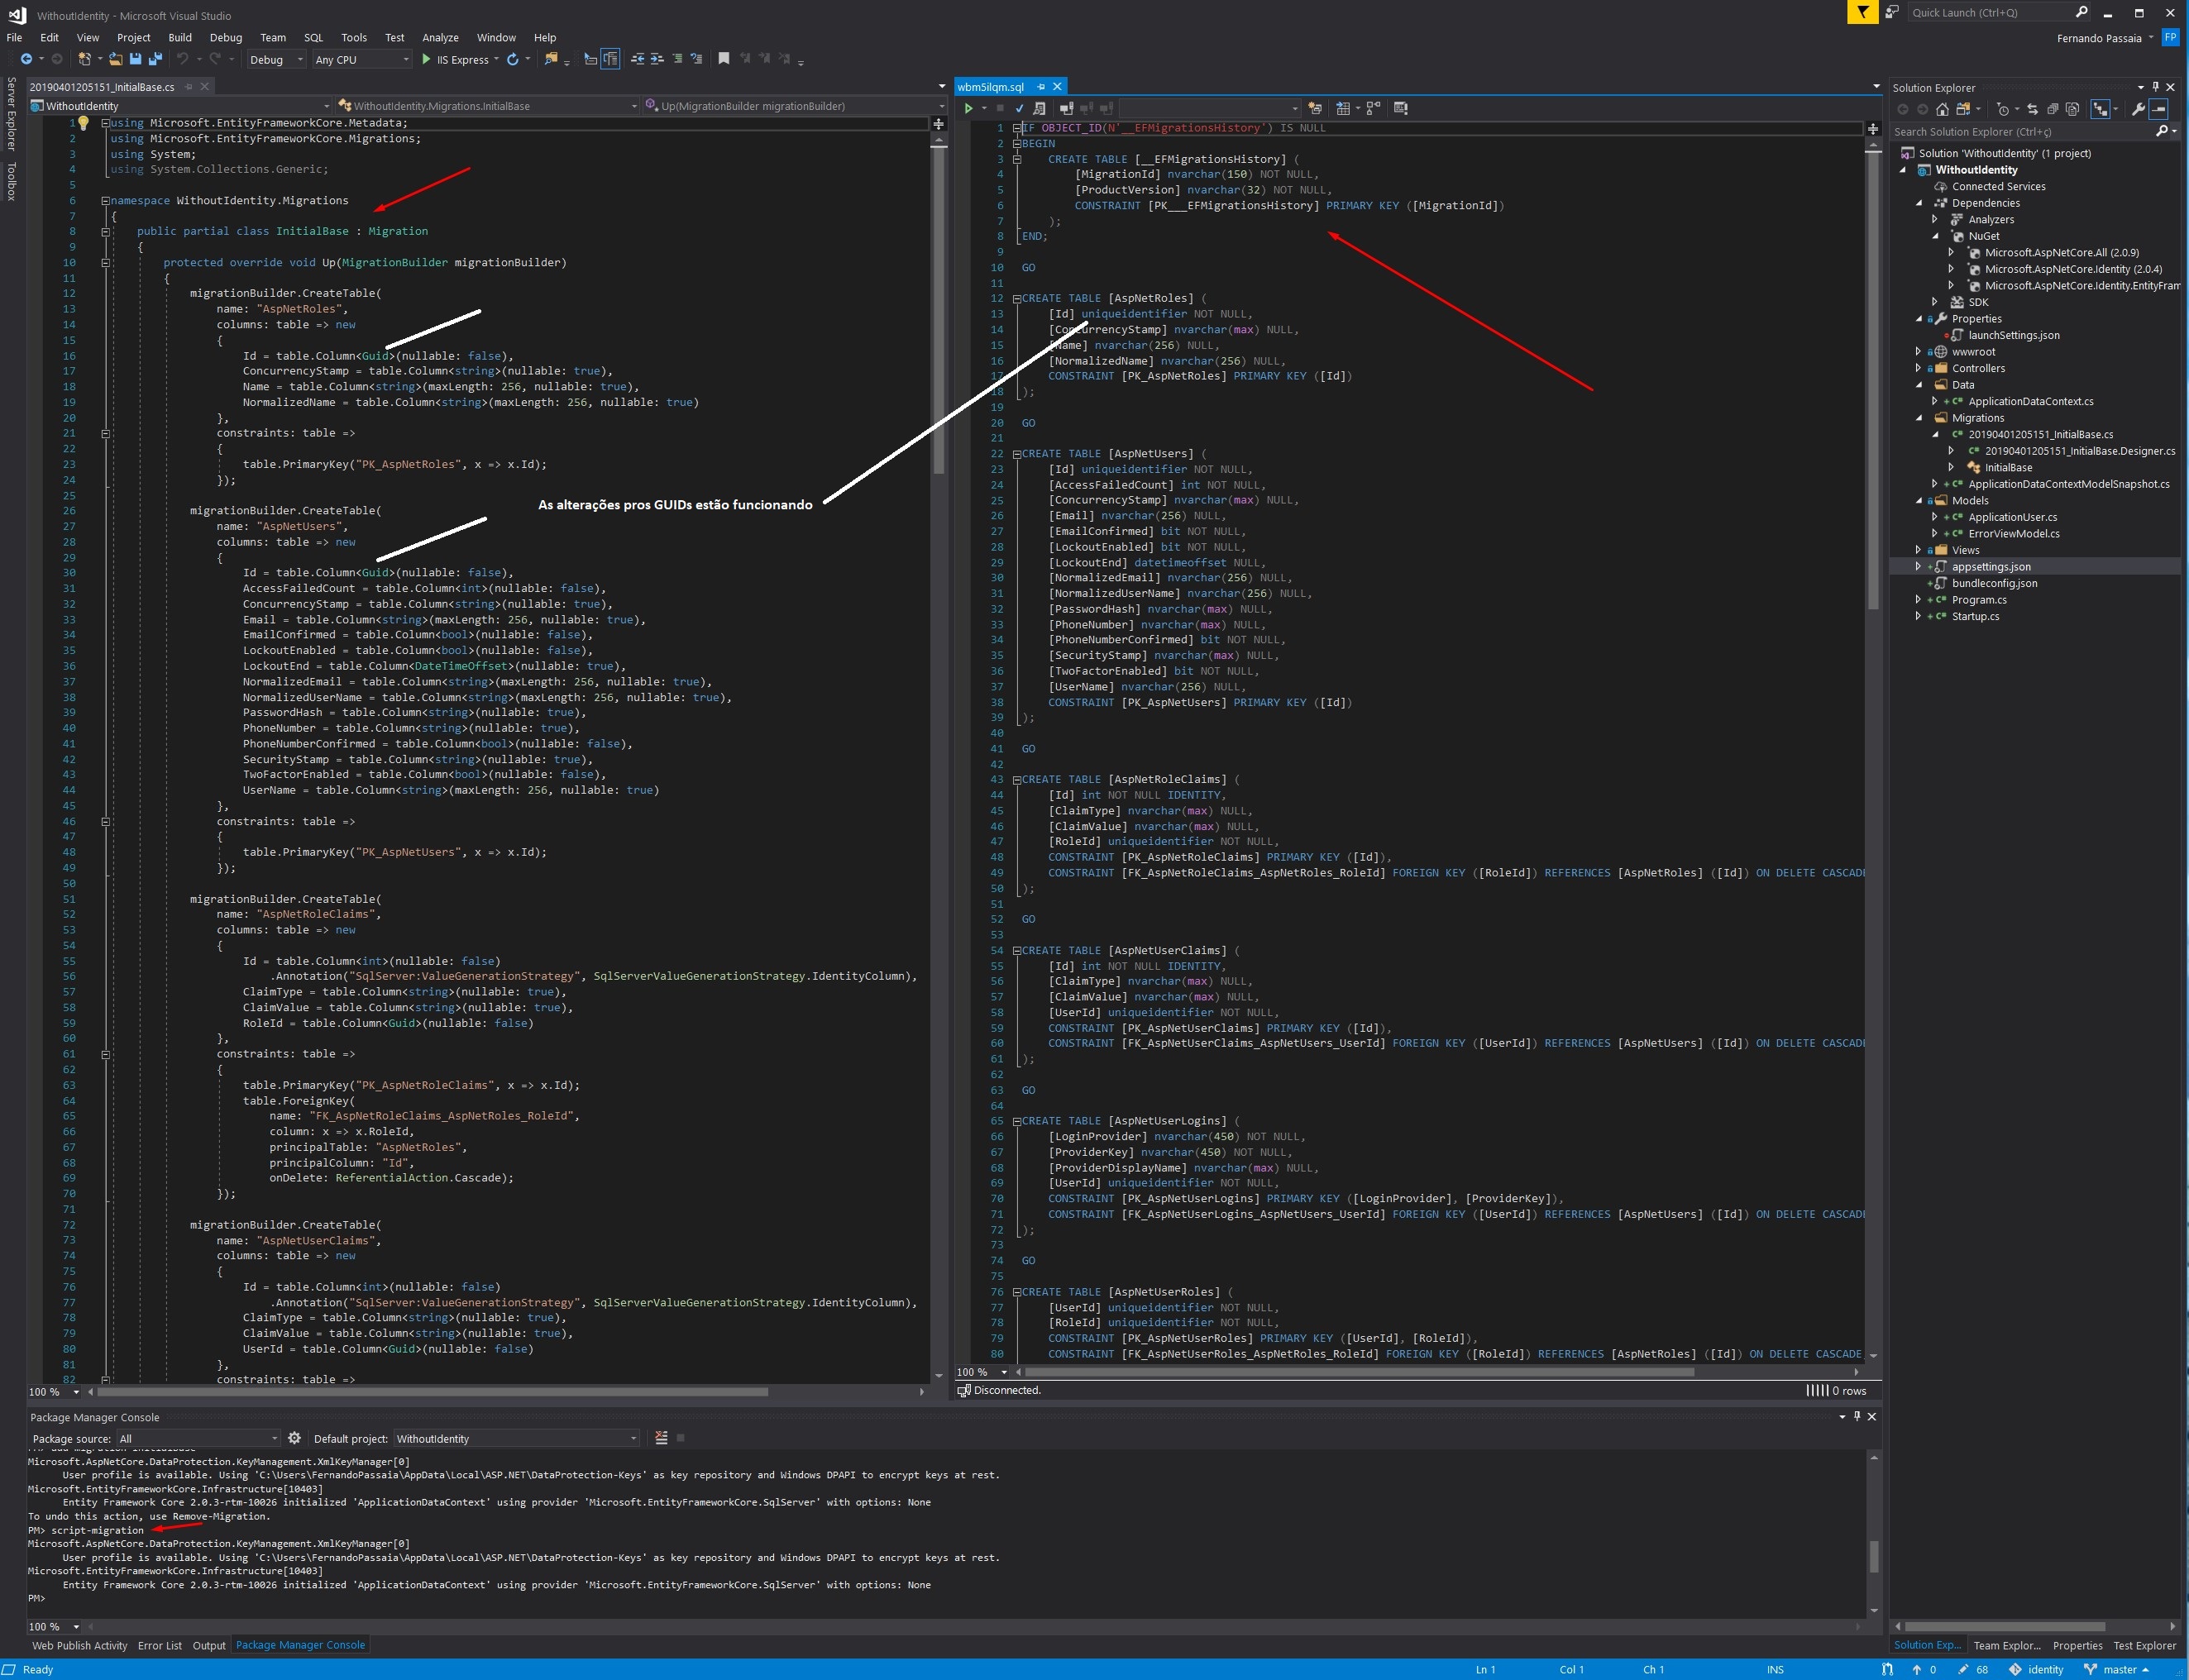 WithoutIdentity - Microsoft Visual Studio
Quick Launch (Ctrl+Q)
File Edit View Project Build Debug Team SQL Tools Test Analyze Window Help
Fernando Passaia FP
Debug Any CPU IIS Express
Server Explorer
Toolbox
20190401205151_InitialBase.cs
WithoutIdentity WithoutIdentity.Migrations.InitialBase Up(MigrationBuilder migrationBuilder)
1 using Microsoft.EntityFrameworkCore.Metadata;
2 using Microsoft.EntityFrameworkCore.Migrations;
3 using System;
4 using System.Collections.Generic;
5
6 namespace WithoutIdentity.Migrations
7 {
8 public partial class InitialBase : Migration
9 {
10 protected override void Up(MigrationBuilder migrationBuilder)
11 {
12 migrationBuilder.CreateTable(
13 name: "AspNetRoles",
14 columns: table => new
15 {
16 Id = table.Column<Guid>(nullable: false),
17 ConcurrencyStamp = table.Column<string>(nullable: true),
18 Name = table.Column<string>(maxLength: 256, nullable: true),
19 NormalizedName = table.Column<string>(maxLength: 256, nullable: true)
20 },
21 constraints: table =>
22 {
23 table.PrimaryKey("PK_AspNetRoles", x => x.Id);
24 });
25
26 migrationBuilder.CreateTable(
27 name: "AspNetUsers",
28 columns: table => new
29 {
30 Id = table.Column<Guid>(nullable: false),
31 AccessFailedCount = table.Column<int>(nullable: false),
32 ConcurrencyStamp = table.Column<string>(nullable: true),
33 Email = table.Column<string>(maxLength: 256, nullable: true),
34 EmailConfirmed = table.Column<bool>(nullable: false),
35 LockoutEnabled = table.Column<bool>(nullable: false),
36 LockoutEnd = table.Column<DateTimeOffset>(nullable: true),
37 NormalizedEmail = table.Column<string>(maxLength: 256, nullable: true),
38 NormalizedUserName = table.Column<string>(maxLength: 256, nullable: true),
39 PasswordHash = table.Column<string>(nullable: true),
40 PhoneNumber = table.Column<string>(nullable: true),
41 PhoneNumberConfirmed = table.Column<bool>(nullable: false),
42 SecurityStamp = table.Column<string>(nullable: true),
43 TwoFactorEnabled = table.Column<bool>(nullable: false),
44 UserName = table.Column<string>(maxLength: 256, nullable: true)
45 },
46 constraints: table =>
47 {
48 table.PrimaryKey("PK_AspNetUsers", x => x.Id);
49 });
50
51 migrationBuilder.CreateTable(
52 name: "AspNetRoleClaims",
53 columns: table => new
54 {
55 Id = table.Column<int>(nullable: false)
56 .Annotation("SqlServer:ValueGenerationStrategy", SqlServerValueGenerationStrategy.IdentityColumn),
57 ClaimType = table.Column<string>(nullable: true),
58 ClaimValue = table.Column<string>(nullable: true),
59 RoleId = table.Column<Guid>(nullable: false)
60 },
61 constraints: table =>
62 {
63 table.PrimaryKey("PK_AspNetRoleClaims", x => x.Id);
64 table.ForeignKey(
65 name: "FK_AspNetRoleClaims_AspNetRoles_RoleId",
66 column: x => x.RoleId,
67 principalTable: "AspNetRoles",
68 principalColumn: "Id",
69 onDelete: ReferentialAction.Cascade);
70 });
71
72 migrationBuilder.CreateTable(
73 name: "AspNetUserClaims",
74 columns: table => new
75 {
76 Id = table.Column<int>(nullable: false)
77 .Annotation("SqlServer:ValueGenerationStrategy", SqlServerValueGenerationStrategy.IdentityColumn),
78 ClaimType = table.Column<string>(nullable: true),
79 ClaimValue = table.Column<string>(nullable: true),
80 UserId = table.Column<Guid>(nullable: false)
81 },
82 constraints: table =>
100 %
As alterações pros GUIDs estão funcionando
wbm5ilqm.sql
1 IF OBJECT_ID(N'__EFMigrationsHistory') IS NULL
2 BEGIN
3 CREATE TABLE [__EFMigrationsHistory] (
4 [MigrationId] nvarchar(150) NOT NULL,
5 [ProductVersion] nvarchar(32) NOT NULL,
6 CONSTRAINT [PK___EFMigrationsHistory] PRIMARY KEY ([MigrationId])
7 );
8 END;
9
10 GO
11
12 CREATE TABLE [AspNetRoles] (
13 [Id] uniqueidentifier NOT NULL,
14 [ConcurrencyStamp] nvarchar(max) NULL,
15 [Name] nvarchar(256) NULL,
16 [NormalizedName] nvarchar(256) NULL,
17 CONSTRAINT [PK_AspNetRoles] PRIMARY KEY ([Id])
18 );
19
20 GO
21
22 CREATE TABLE [AspNetUsers] (
23 [Id] uniqueidentifier NOT NULL,
24 [AccessFailedCount] int NOT NULL,
25 [ConcurrencyStamp] nvarchar(max) NULL,
26 [Email] nvarchar(256) NULL,
27 [EmailConfirmed] bit NOT NULL,
28 [LockoutEnabled] bit NOT NULL,
29 [LockoutEnd] datetimeoffset NULL,
30 [NormalizedEmail] nvarchar(256) NULL,
31 [NormalizedUserName] nvarchar(256) NULL,
32 [PasswordHash] nvarchar(max) NULL,
33 [PhoneNumber] nvarchar(max) NULL,
34 [PhoneNumberConfirmed] bit NOT NULL,
35 [SecurityStamp] nvarchar(max) NULL,
36 [TwoFactorEnabled] bit NOT NULL,
37 [UserName] nvarchar(256) NULL,
38 CONSTRAINT [PK_AspNetUsers] PRIMARY KEY ([Id])
39 );
40
41 GO
42
43 CREATE TABLE [AspNetRoleClaims] (
44 [Id] int NOT NULL IDENTITY,
45 [ClaimType] nvarchar(max) NULL,
46 [ClaimValue] nvarchar(max) NULL,
47 [RoleId] uniqueidentifier NOT NULL,
48 CONSTRAINT [PK_AspNetRoleClaims] PRIMARY KEY ([Id]),
49 CONSTRAINT [FK_AspNetRoleClaims_AspNetRoles_RoleId] FOREIGN KEY ([RoleId]) REFERENCES [AspNetRoles] ([Id]) ON DELETE CASCADE
50 );
51
52 GO
53
54 CREATE TABLE [AspNetUserClaims] (
55 [Id] int NOT NULL IDENTITY,
56 [ClaimType] nvarchar(max) NULL,
57 [ClaimValue] nvarchar(max) NULL,
58 [UserId] uniqueidentifier NOT NULL,
59 CONSTRAINT [PK_AspNetUserClaims] PRIMARY KEY ([Id]),
60 CONSTRAINT [FK_AspNetUserClaims_AspNetUsers_UserId] FOREIGN KEY ([UserId]) REFERENCES [AspNetUsers] ([Id]) ON DELETE CASCADE
61 );
62
63 GO
64
65 CREATE TABLE [AspNetUserLogins] (
66 [LoginProvider] nvarchar(450) NOT NULL,
67 [ProviderKey] nvarchar(450) NOT NULL,
68 [ProviderDisplayName] nvarchar(max) NULL,
69 [UserId] uniqueidentifier NOT NULL,
70 CONSTRAINT [PK_AspNetUserLogins] PRIMARY KEY ([LoginProvider], [ProviderKey]),
71 CONSTRAINT [FK_AspNetUserLogins_AspNetUsers_UserId] FOREIGN KEY ([UserId]) REFERENCES [AspNetUsers] ([Id]) ON DELETE CASCADE
72 );
73
74 GO
75
76 CREATE TABLE [AspNetUserRoles] (
77 [UserId] uniqueidentifier NOT NULL,
78 [RoleId] uniqueidentifier NOT NULL,
79 CONSTRAINT [PK_AspNetUserRoles] PRIMARY KEY ([UserId], [RoleId]),
80 CONSTRAINT [FK_AspNetUserRoles_AspNetRoles_RoleId] FOREIGN KEY ([RoleId]) REFERENCES [AspNetRoles] ([Id]) ON DELETE CASCADE
100 %
Disconnected. 0 rows
Solution Explorer
Search Solution Explorer (Ctrl+ç)
Solution 'WithoutIdentity' (1 project)
WithoutIdentity
Connected Services
Dependencies
Analyzers
NuGet
Microsoft.AspNetCore.All (2.0.9)
Microsoft.AspNetCore.Identity (2.0.4)
Microsoft.AspNetCore.Identity.EntityFram
SDK
Properties
launchSettings.json
wwwroot
Controllers
Data
ApplicationDataContext.cs
Migrations
20190401205151_InitialBase.cs
20190401205151_InitialBase.Designer.cs
InitialBase
ApplicationDataContextModelSnapshot.cs
Models
ApplicationUser.cs
ErrorViewModel.cs
Views
appsettings.json
bundleconfig.json
Program.cs
Startup.cs
Package Manager Console
Package source: All Default project: WithoutIdentity
PM> add-migration InitialBase
Microsoft.AspNetCore.DataProtection.KeyManagement.XmlKeyManager[0]
User profile is available. Using 'C:\Users\FernandoPassaia\AppData\Local\ASP.NET\DataProtection-Keys' as key repository and Windows DPAPI to encrypt keys at rest.
Microsoft.EntityFrameworkCore.Infrastructure[10403]
Entity Framework Core 2.0.3-rtm-10026 initialized 'ApplicationDataContext' using provider 'Microsoft.EntityFrameworkCore.SqlServer' with options: None
To undo this action, use Remove-Migration.
PM> script-migration
Microsoft.AspNetCore.DataProtection.KeyManagement.XmlKeyManager[0]
User profile is available. Using 'C:\Users\FernandoPassaia\AppData\Local\ASP.NET\DataProtection-Keys' as key repository and Windows DPAPI to encrypt keys at rest.
Microsoft.EntityFrameworkCore.Infrastructure[10403]
Entity Framework Core 2.0.3-rtm-10026 initialized 'ApplicationDataContext' using provider 'Microsoft.EntityFrameworkCore.SqlServer' with options: None
PM>
100 %
Web Publish Activity Error List Output Package Manager Console
Solution Exp... Team Explor... Properties Test Explorer
Ready Ln 1 Col 1 Ch 1 INS 0 68 identity master